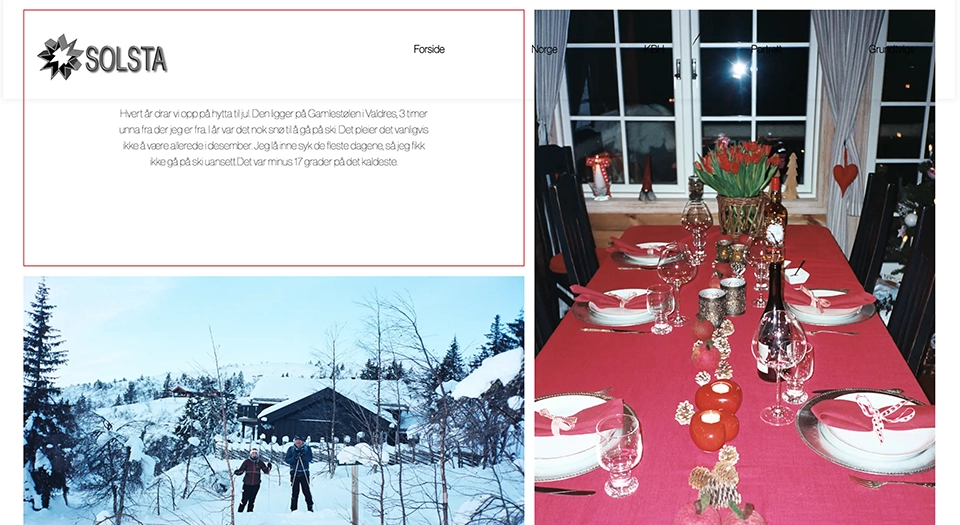 SOLSTA
Forside
Norge
KBH
Portrett
Grundtvigs
Hvert år drar vi opp på hytta til jul. Den ligger på Gamlestølen i Valdres, 3 timer
unna fra der jeg er fra. I år var det nok snø til å gå på ski. Det pleier det vanligvis
ikke å være allerede i desember. Jeg lå inne syk de fleste dagene, så jeg fikk
ikke gå på ski uansett. Det var minus 17 grader på det kaldeste.